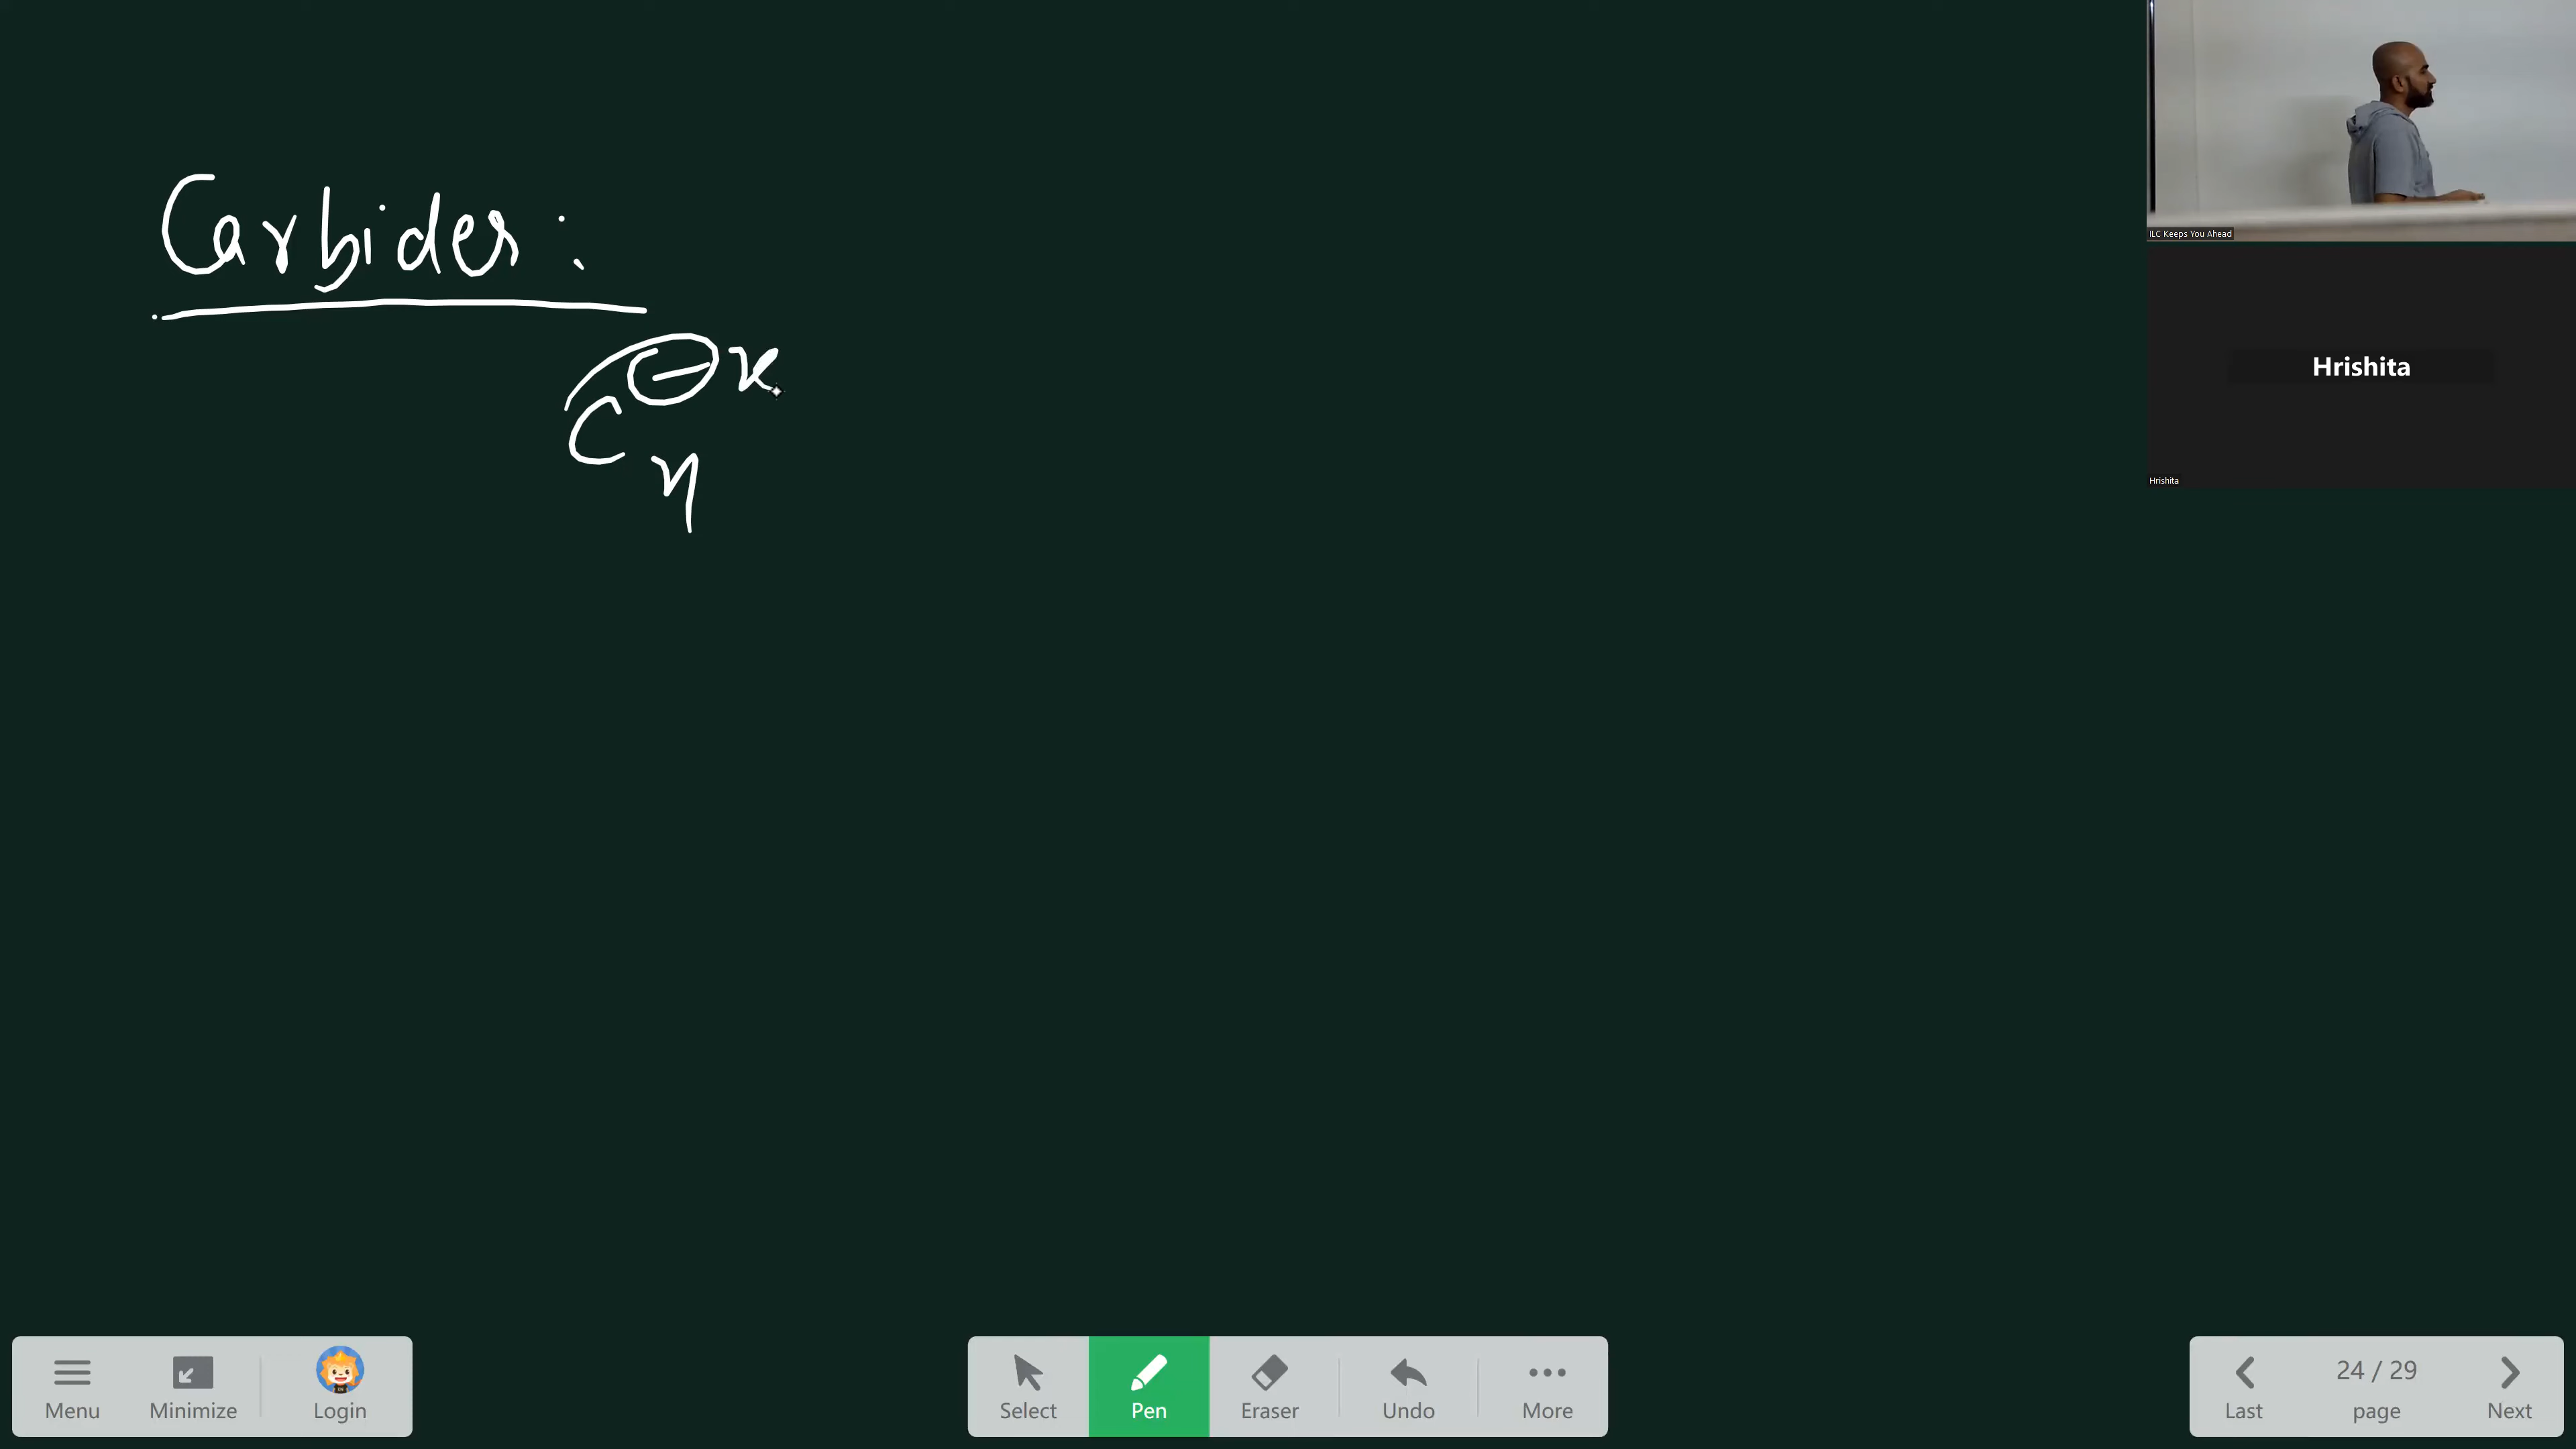 Carbides :
C⊖x
η
ILC Keeps You Ahead
Hrishita
Hrishita
Menu Minimize Login
Select Pen Eraser Undo More
Last 24 / 29 page Next